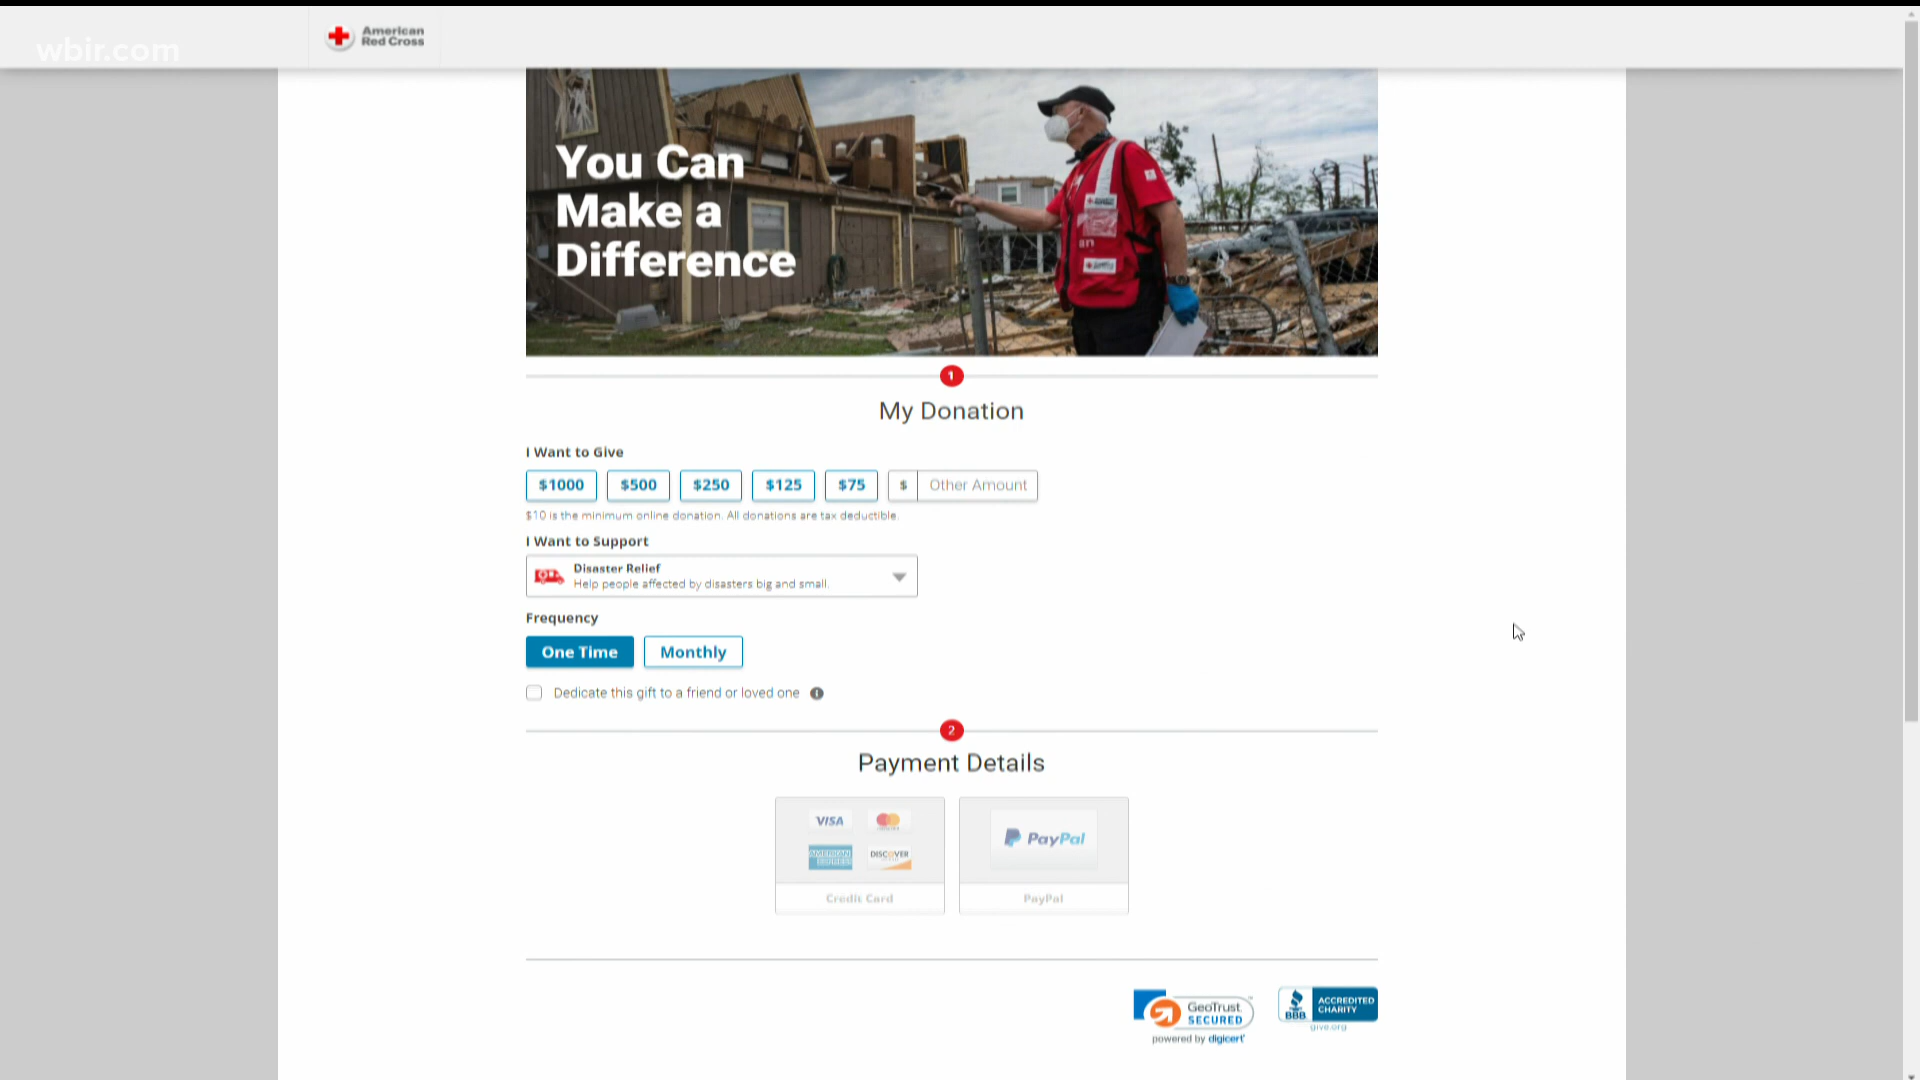 wbir.com
American
Red Cross
You Can
Make a
Difference
1
My Donation
I Want to Give
$1000 $500 $250 $125 $75 $ Other Amount
$10 is the minimum online donation. All donations are tax deductible.
I Want to Support
Disaster Relief
Help people affected by disasters big and small.
Frequency
One Time Monthly
Dedicate this gift to a friend or loved one
2
Payment Details
VISA
AMERICAN
EXPRESS
DISCOVER
PayPal
Credit Card PayPal
GeoTrust
SECURED
powered by digicert
BBB
ACCREDITED
CHARITY
give.org